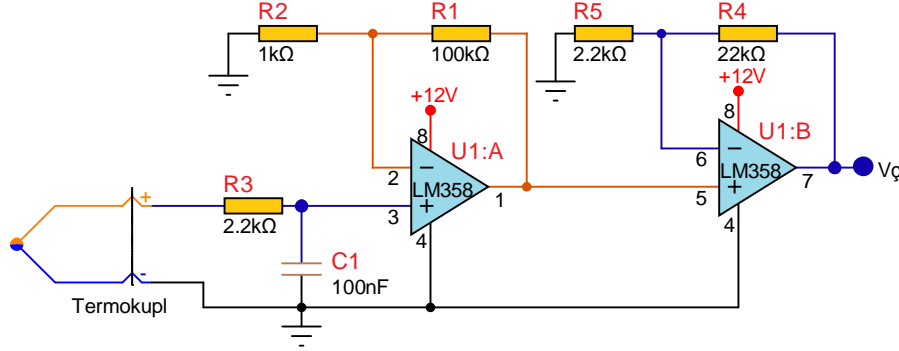 R2
1kΩ
R1
100kΩ
R5
2.2kΩ
R4
22kΩ
+12V
8
U1:A
2
−
LM358
3
+
1
4
+12V
8
U1:B
6
−
LM358
5
+
7
4
Vç
R3
2.2kΩ
+
-
Termokupl
C1
100nF